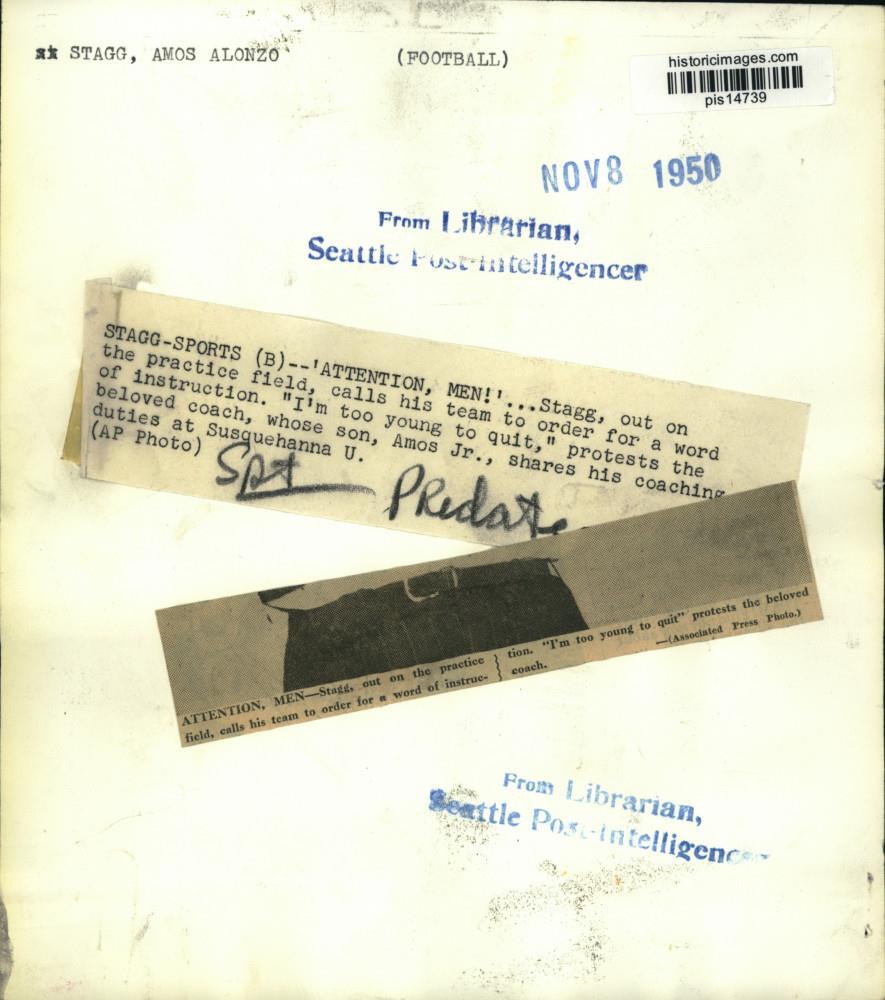 xx STAGG, AMOS ALONZO (FOOTBALL)
historicimages.com
pis14739
NOV 8 1950
From Librarian,
Seattle Post-Intelligencer
STAGG-SPORTS (B)--'ATTENTION, MEN!'...Stagg, out on
the practice field, calls his team to order for a word
of instruction. "I'm too young to quit," protests the
beloved coach, whose son, Amos Jr., shares his coaching
duties at Susquehanna U.
(AP Photo)
Spt Predate
ATTENTION, MEN—Stagg, out on the practice
field, calls his team to order for a word of instruc-
tion. "I'm too young to quit" protests the beloved
coach. —(Associated Press Photo.)
From Librarian,
Seattle Post-Intelligencer